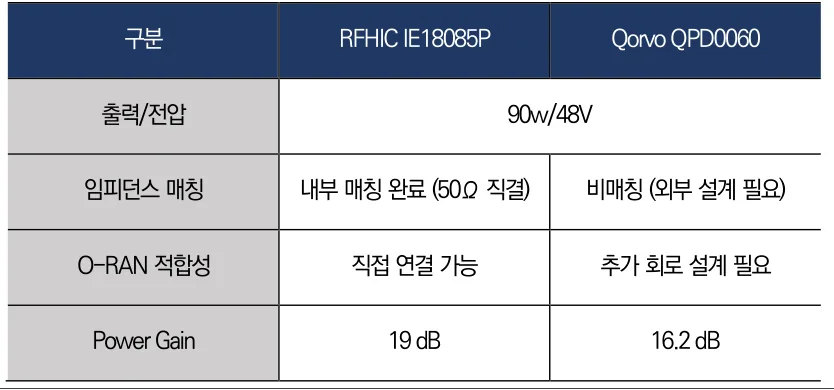 구분 RFHIC IE18085P Qorvo QPD0060
출력/전압 90w/48V
임피던스 매칭 내부 매칭 완료 (50Ω 직결) 비매칭 (외부 설계 필요)
O-RAN 적합성 직접 연결 가능 추가 회로 설계 필요
Power Gain 19 dB 16.2 dB